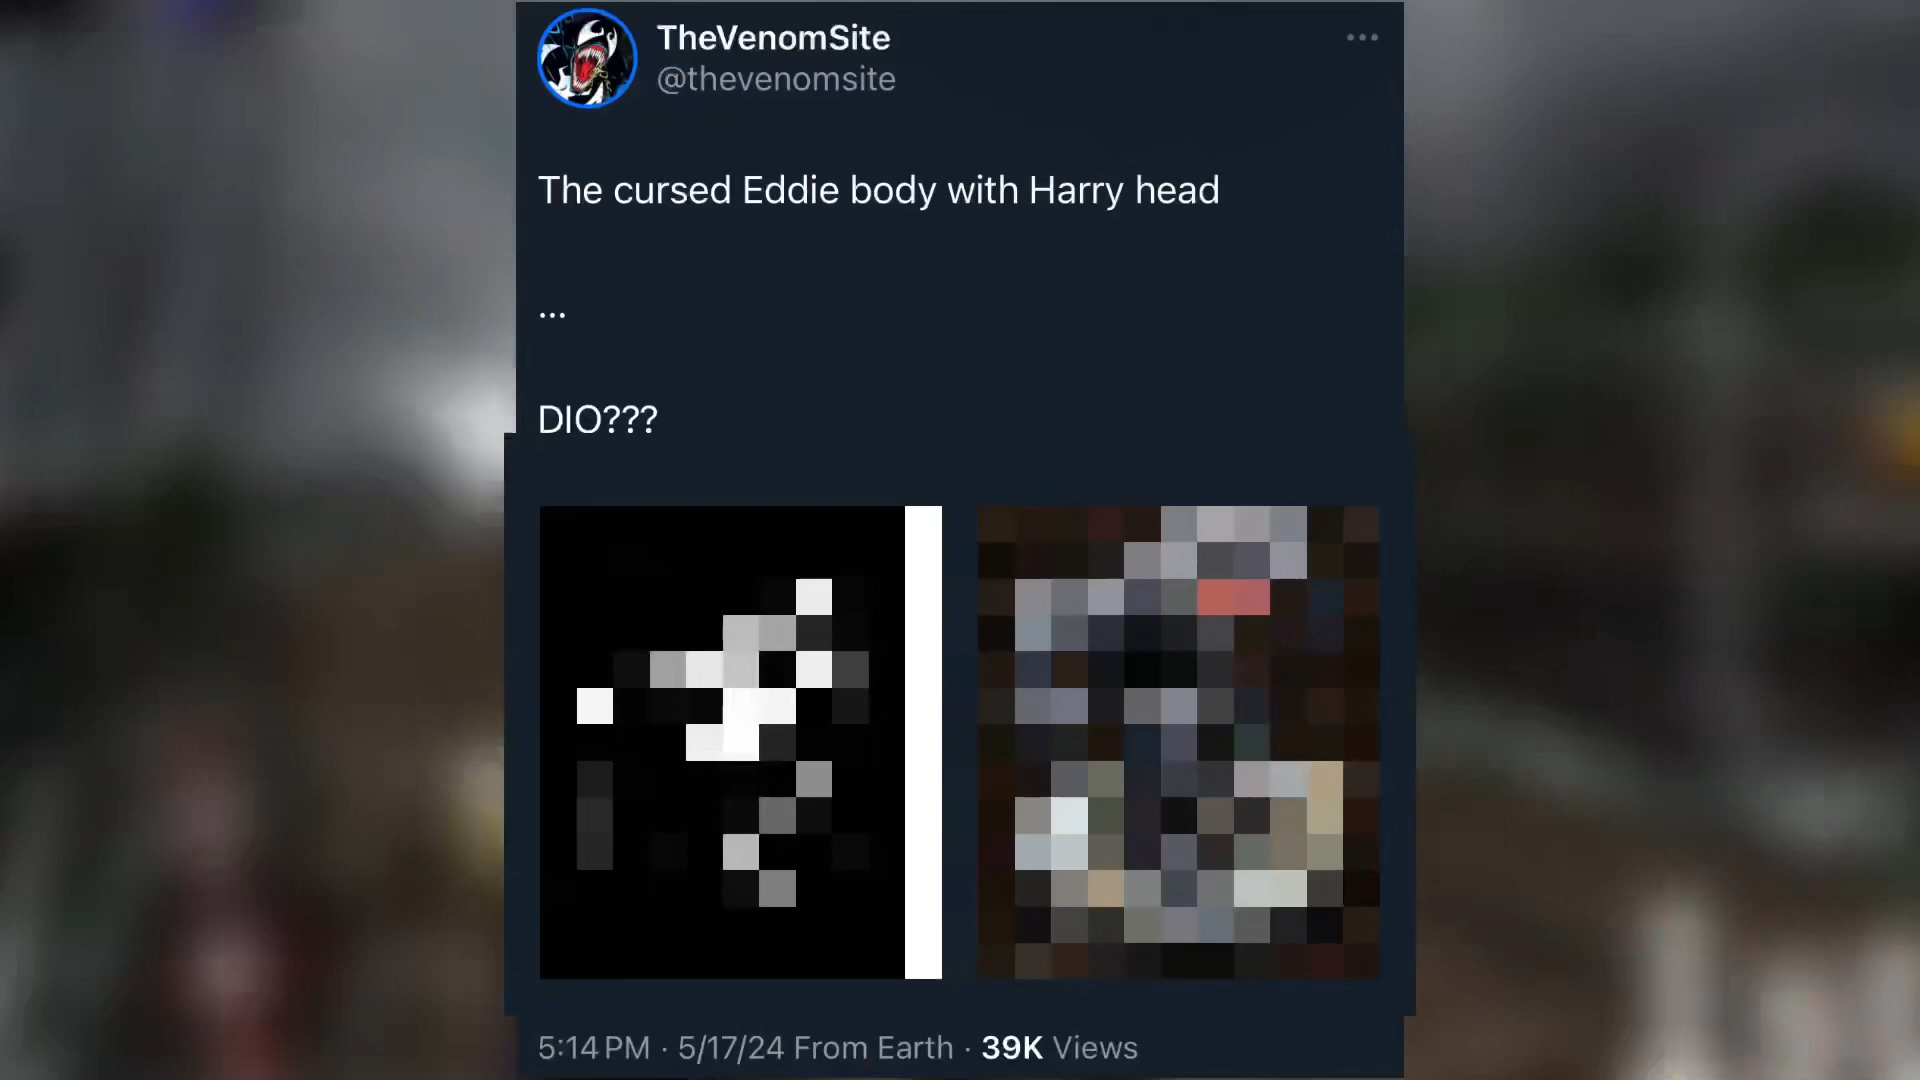 TheVenomSite
@thevenomsite
The cursed Eddie body with Harry head
...
DIO???
5:14 PM · 5/17/24 From Earth · 39K Views